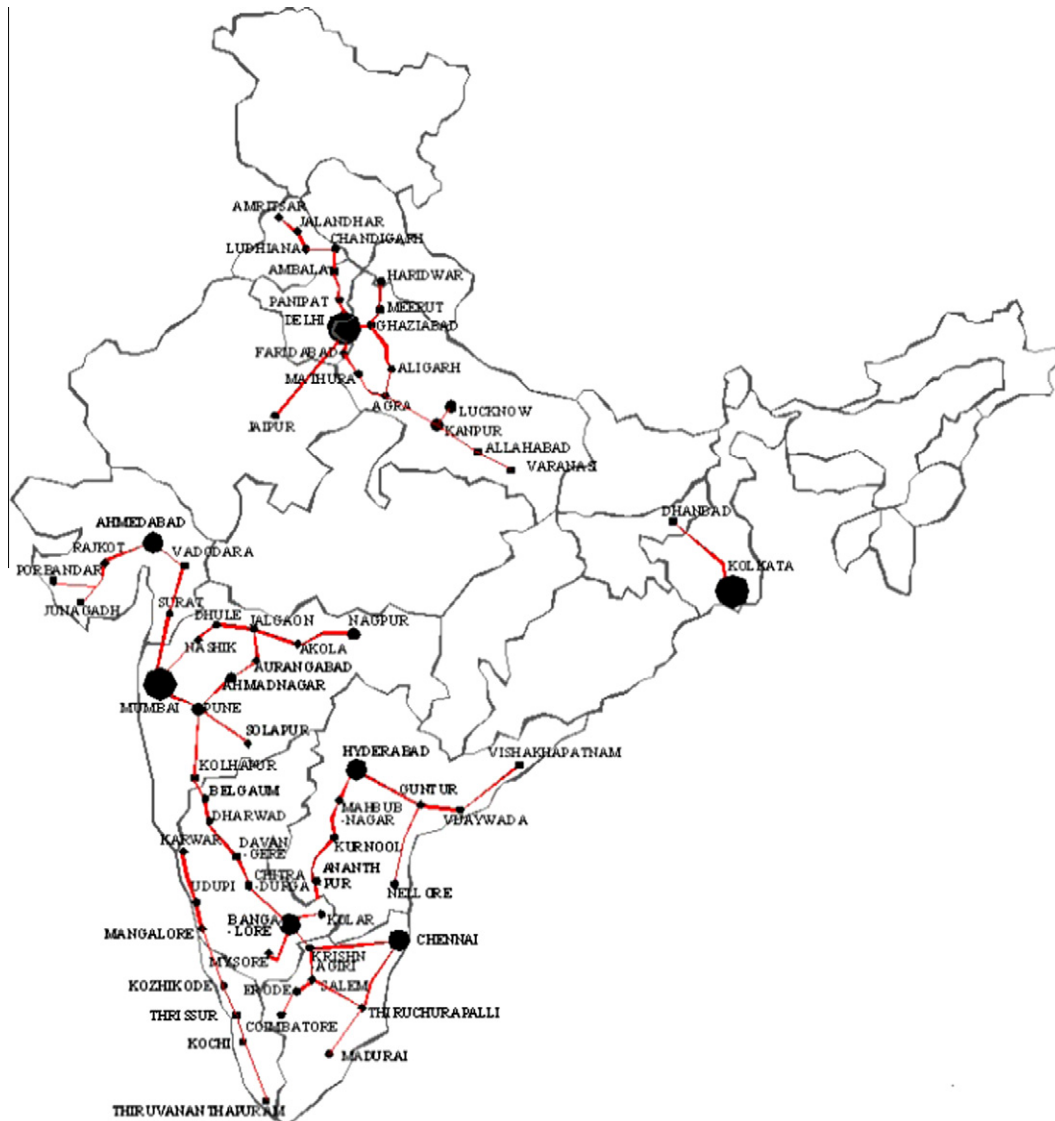 AMRITSAR
JALANDHAR
LUDHIANA
CHANDIGARH
AMBALA
HARIDWAR
PANIPAT
MEERUT
DELHI
GHAZIABAD
FARIDABAD
ALIGARH
MATHURA
AGRA
LUCKNOW
JAIPUR
KANPUR
ALLAHABAD
VARANASI
DHANBAD
AHMEDABAD
RAJKOT
VADODARA
PORBANDAR
KOLKATA
JUNAGADH
SURAT
DHULE
JALGAON
NAGPUR
NASHIK
AKOLA
AURANGABAD
AHMADNAGAR
MUMBAI
PUNE
SOLAPUR
HYDERABAD
VISHAKHAPATNAM
KOLHAPUR
BELGAUM
GUNTUR
MAHBUB
-NAGAR
DHARWAD
VIJAYWADA
KARWAR
DAVAN
-GERE
KURNOOL
CHITRA
-DURGA
ANANTH
PUR
UDUPI
NELLORE
BANGA
-LORE
KOLAR
MANGALORE
CHENNAI
MYSORE
KRISHN
AGIRI
KOZHIKODE
ERODE
SALEM
THRISSUR
COIMBATORE
THIRUCHURAPALLI
KOCHI
MADURAI
THIRUVANANTHAPURAM